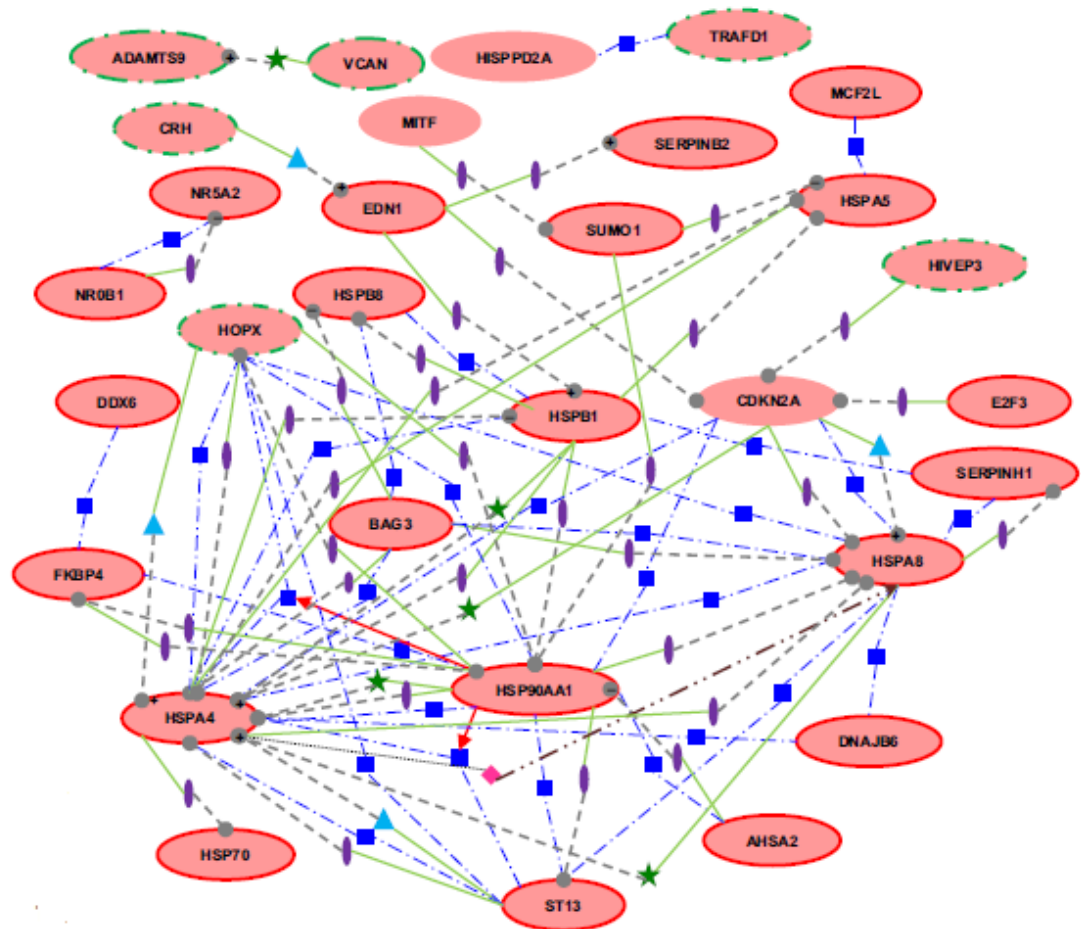 ADAMTS9
VCAN
HISPPD2A
TRAFD1
MCF2L
CRH
MITF
SERPINB2
NR5A2
EDN1
SUMO1
HSPA5
NR0B1
HSPB8
HIVEP3
HOPX
DDX6
HSPB1
CDKN2A
E2F3
SERPINH1
BAG3
HSPA8
FKBP4
HSPA4
HSP90AA1
DNAJB6
HSP70
AHSA2
ST13